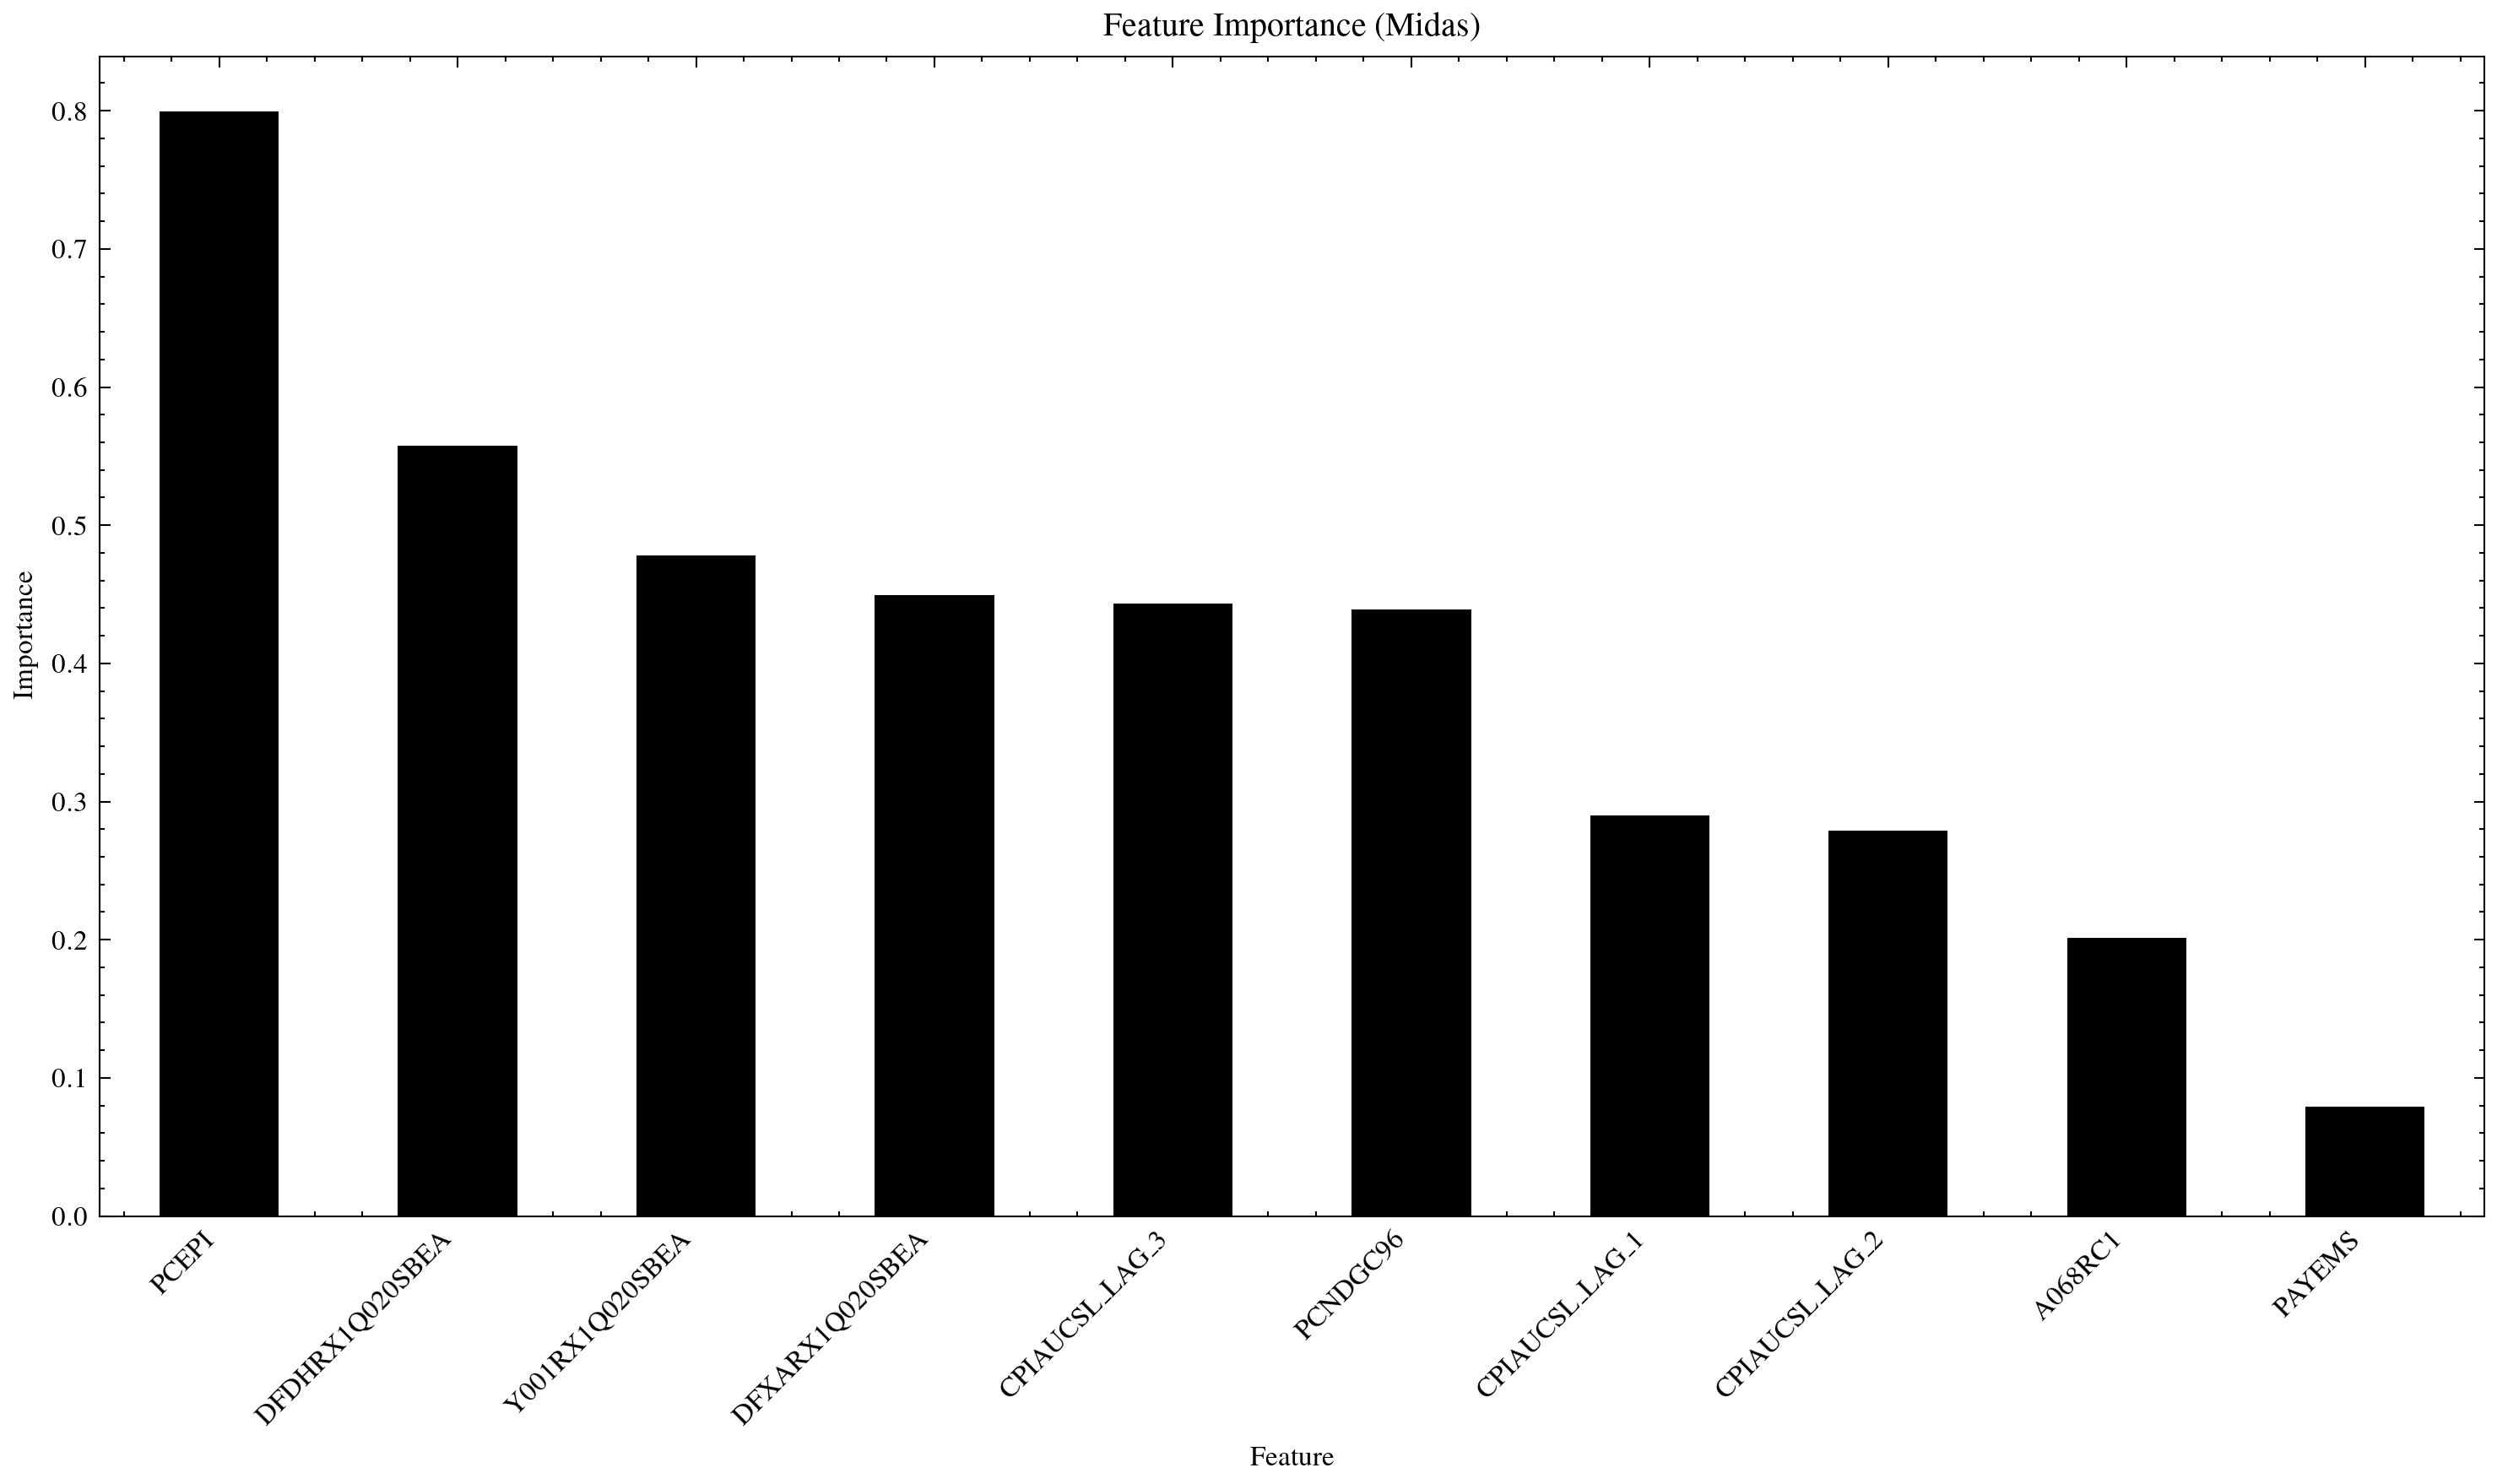 Feature Importance (Midas)
Importance
0.8
0.7
0.6
0.5
0.4
0.3
0.2
0.1
0.0
PCEPI
DFDHRX1Q020SBEA
Y001RX1Q020SBEA
DFXARX1Q020SBEA
CPIAUCSL_LAG_3
PCNDGC96
CPIAUCSL_LAG_1
CPIAUCSL_LAG_2
A068RC1
PAYEMS
Feature